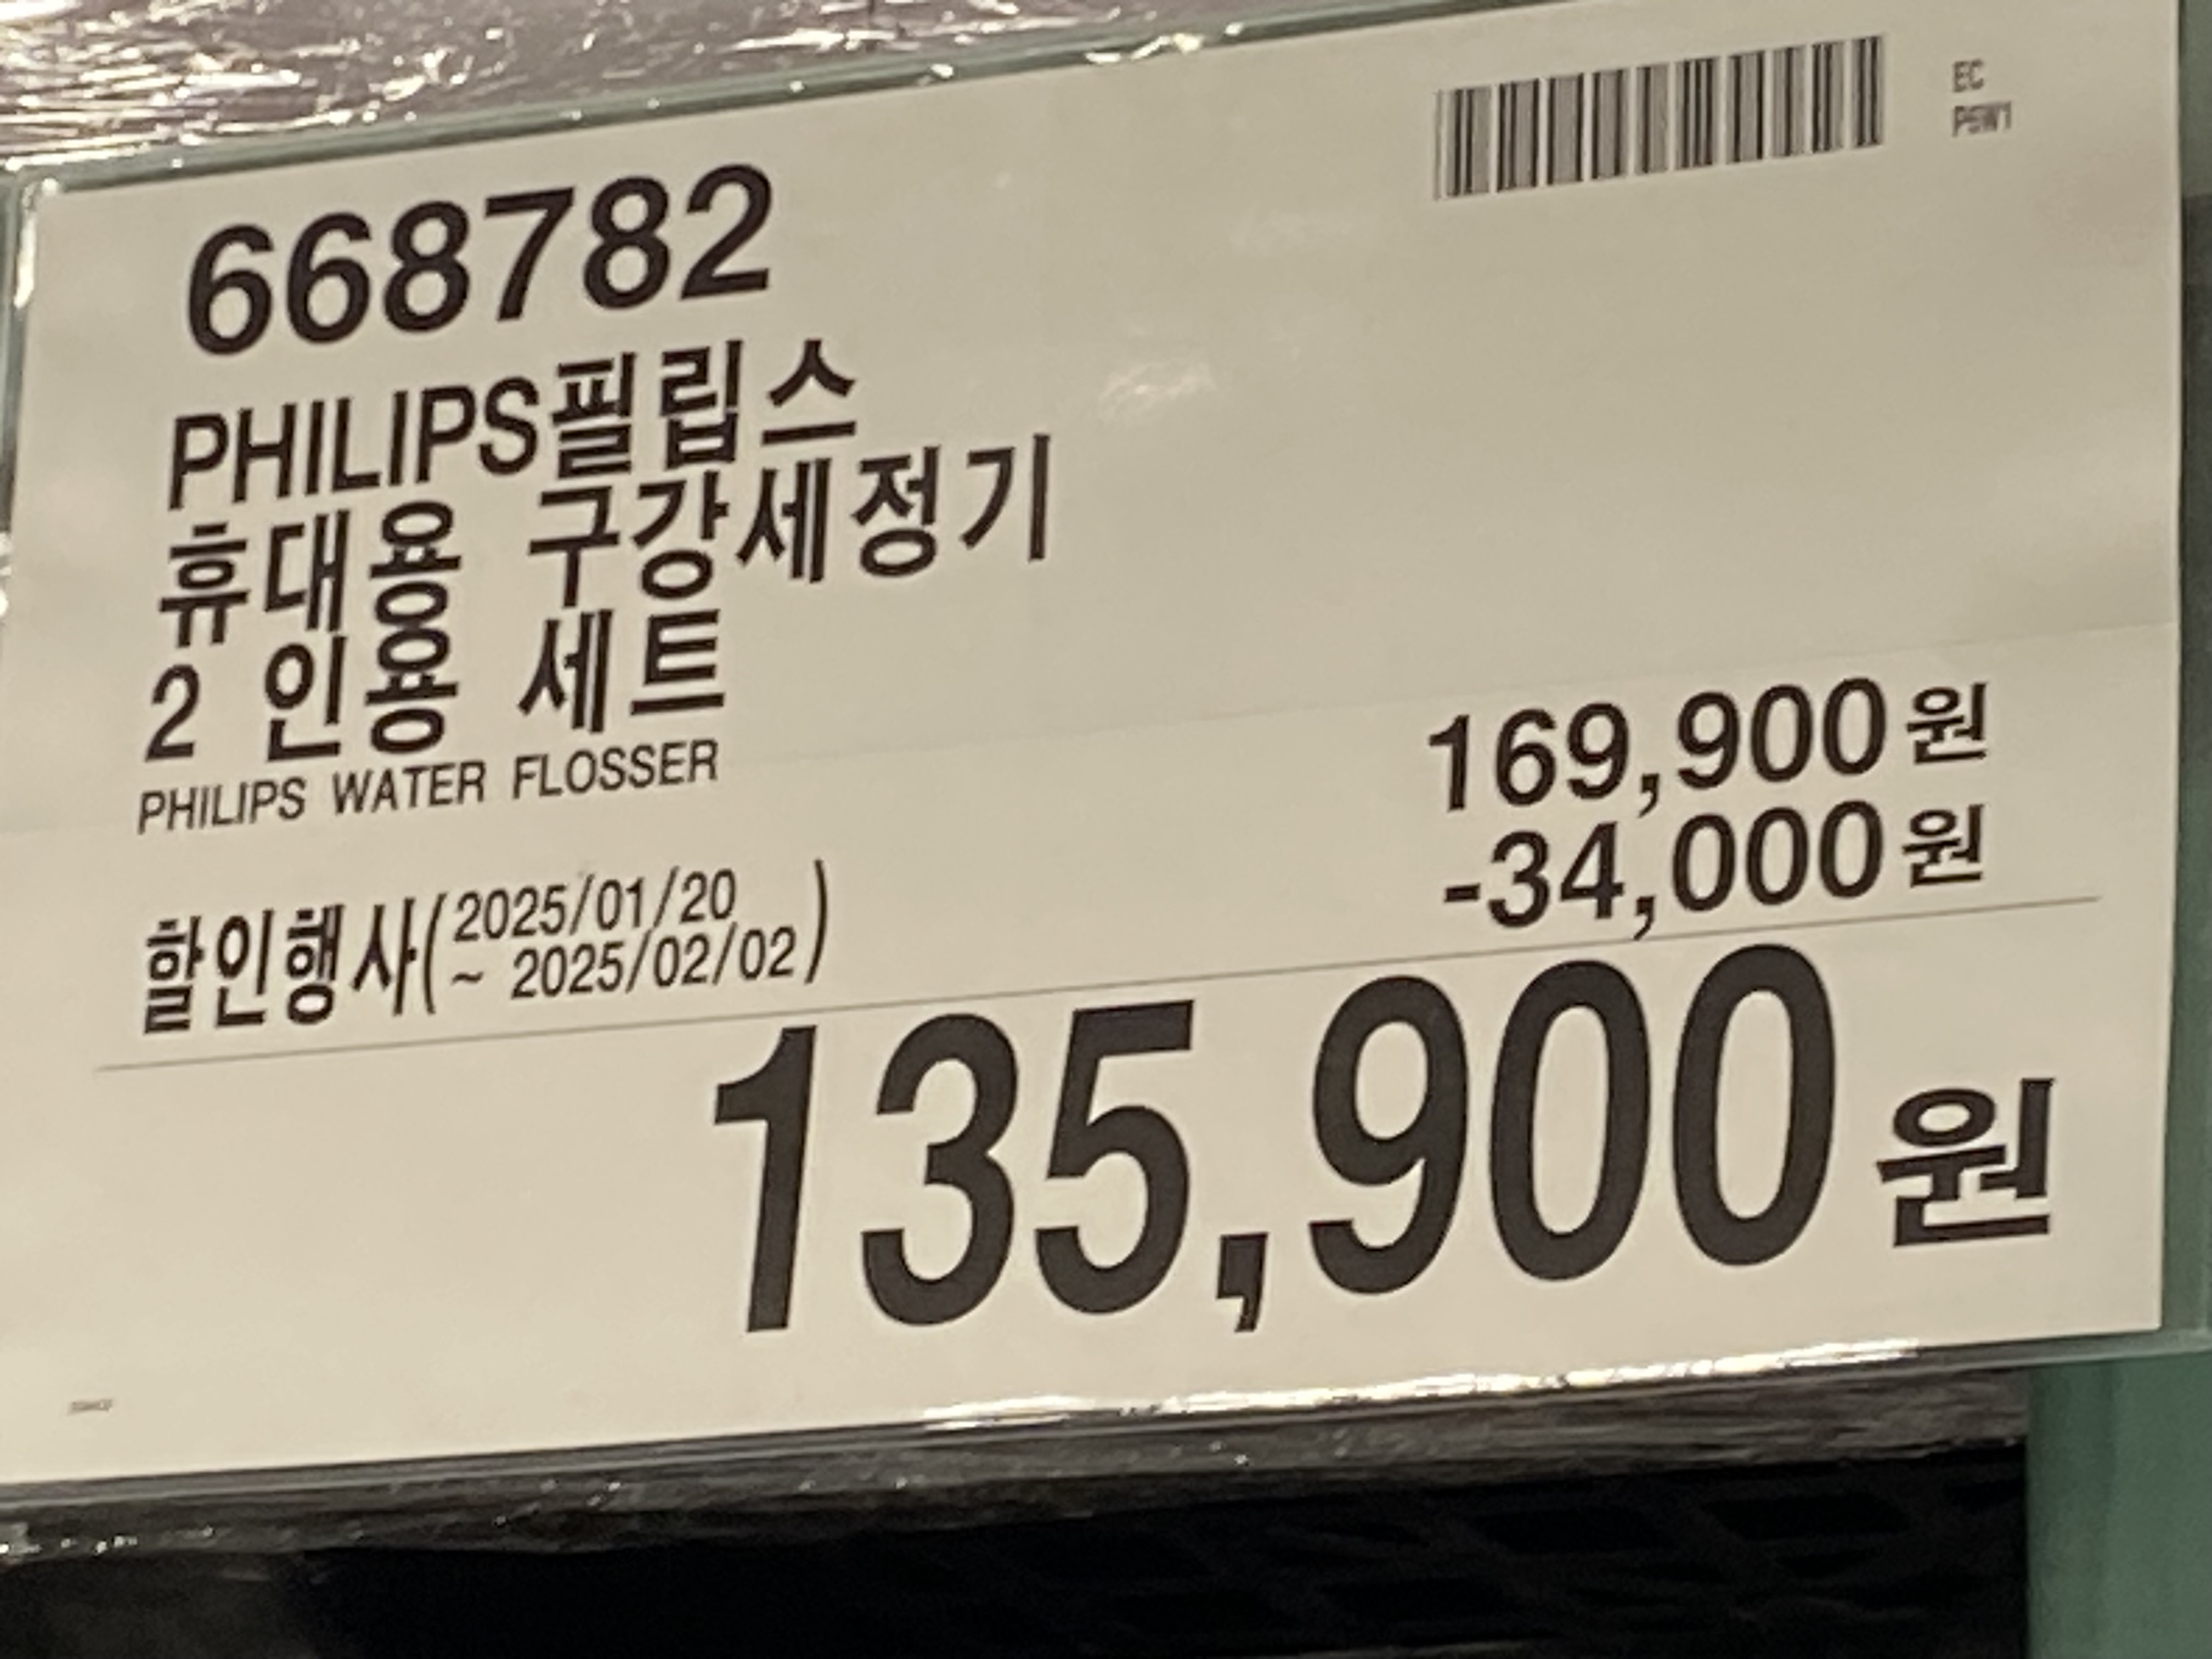 EC
668782
PHILIPS필립스
휴대용 구강세정기
2 인용 세트
PHILIPS WATER FLOSSER
169,900원
-34,000원
할인행사(2025/01/20
~ 2025/02/02)
135,900원